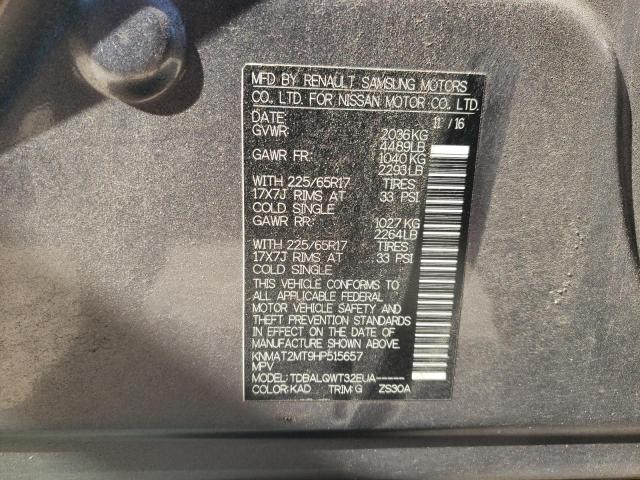 MFD BY RENAULT SAMSUNG MOTORS
CO., LTD. FOR NISSAN MOTOR CO., LTD.
DATE: 11 / 16
GVWR: 2036KG
4489LB
GAWR FR: 1040KG
2293LB
WITH 225/65R17 TIRES
17X7J RIMS AT 33 PSI
COLD SINGLE
GAWR RR: 1027KG
2264LB
WITH 225/65R17 TIRES
17X7J RIMS AT 33 PSI
COLD SINGLE
THIS VEHICLE CONFORMS TO
ALL APPLICABLE FEDERAL
MOTOR VEHICLE SAFETY AND
THEFT PREVENTION STANDARDS
IN EFFECT ON THE DATE OF
MANUFACTURE SHOWN ABOVE.
KNMAT2MT9HP515657
MPV
MODEL: TDBALQWT32EUA-----
COLOR: KAD TRIM: G ZS30A